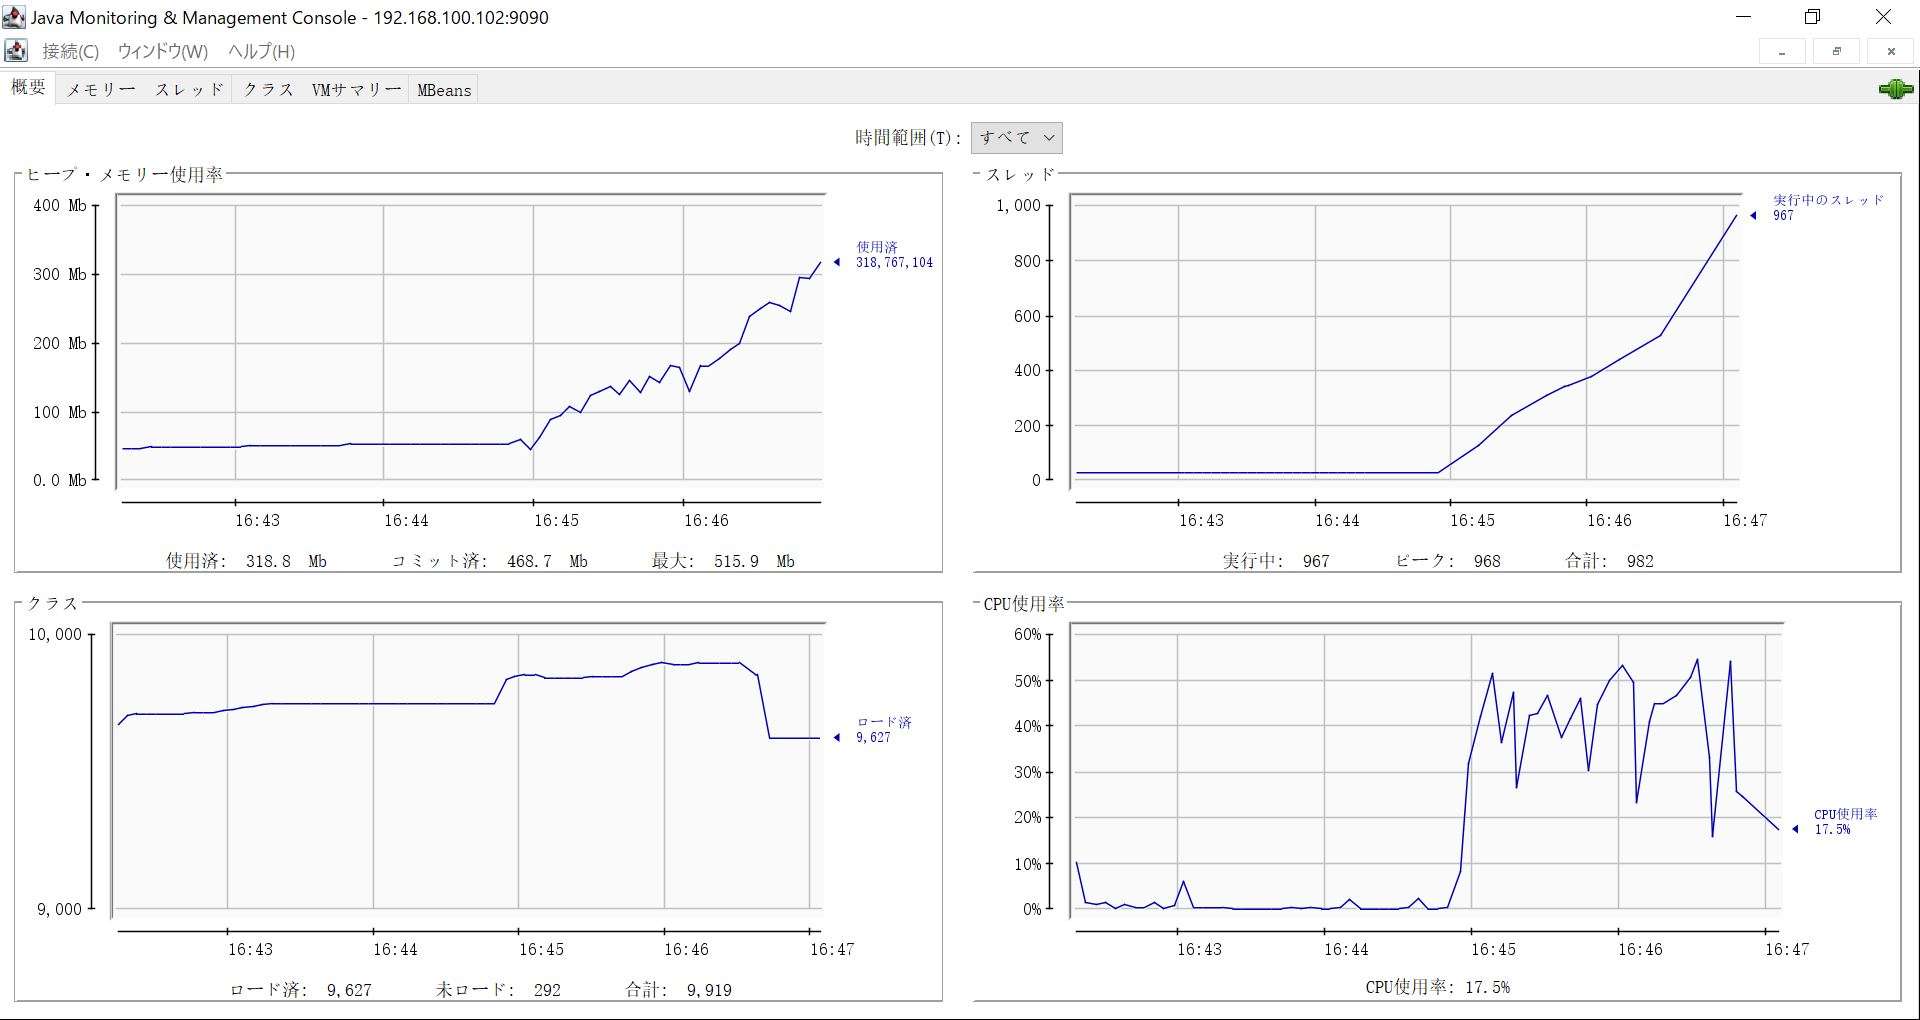 Java Monitoring & Management Console - 192.168.100.102:9090
接続(C) ウィンドウ(W) ヘルプ(H)
概要 メモリー スレッド クラス VMサマリー MBeans
時間範囲(T): すべて
ヒープ・メモリー使用率
400 Mb
300 Mb
200 Mb
100 Mb
0.0 Mb
使用済
318,767,104
16:43 16:44 16:45 16:46
使用済: 318.8 Mb コミット済: 468.7 Mb 最大: 515.9 Mb
スレッド
1,000
800
600
400
200
0
実行中のスレッド
967
16:43 16:44 16:45 16:46 16:47
実行中: 967 ピーク: 968 合計: 982
クラス
10,000
9,000
ロード済
9,627
16:43 16:44 16:45 16:46 16:47
ロード済: 9,627 未ロード: 292 合計: 9,919
CPU使用率
60%
50%
40%
30%
20%
10%
0%
CPU使用率
17.5%
16:43 16:44 16:45 16:46 16:47
CPU使用率: 17.5%